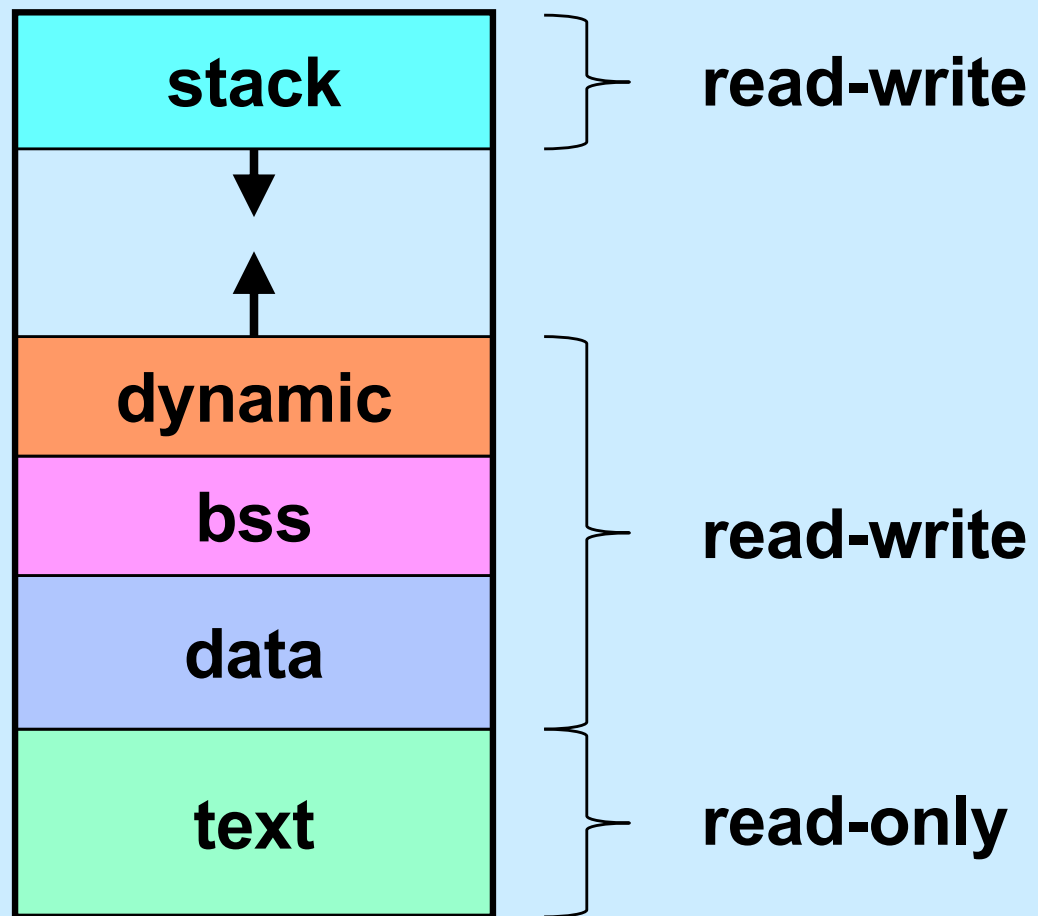 stack read-write
dynamic
bss read-write
data
text read-only